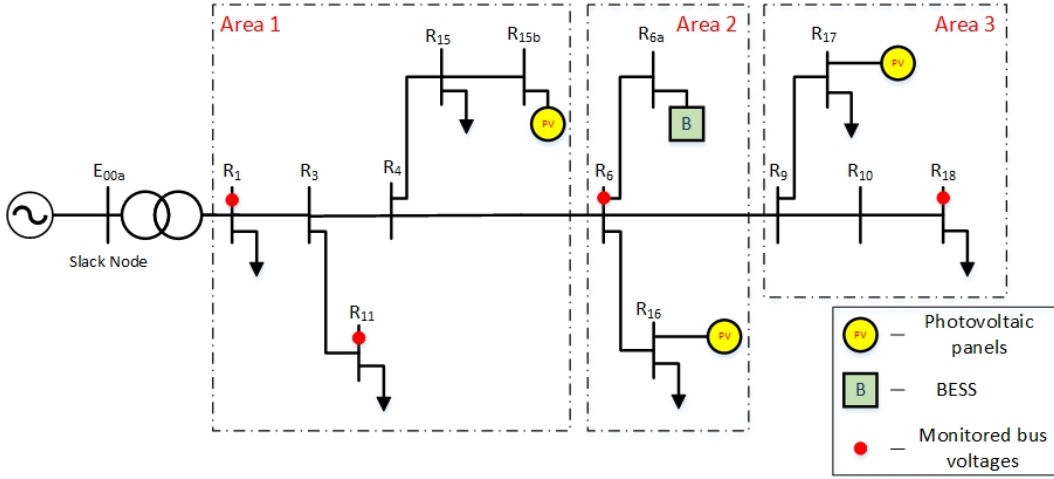 Area 1
Area 2
Area 3
R15
R15b
R6a
R17
PV
PV
B
E00a
R1
R3
R4
R6
R9
R10
R18
Slack Node
R11
R16
PV
PV
Photovoltaic
panels
B
BESS
Monitored bus
voltages